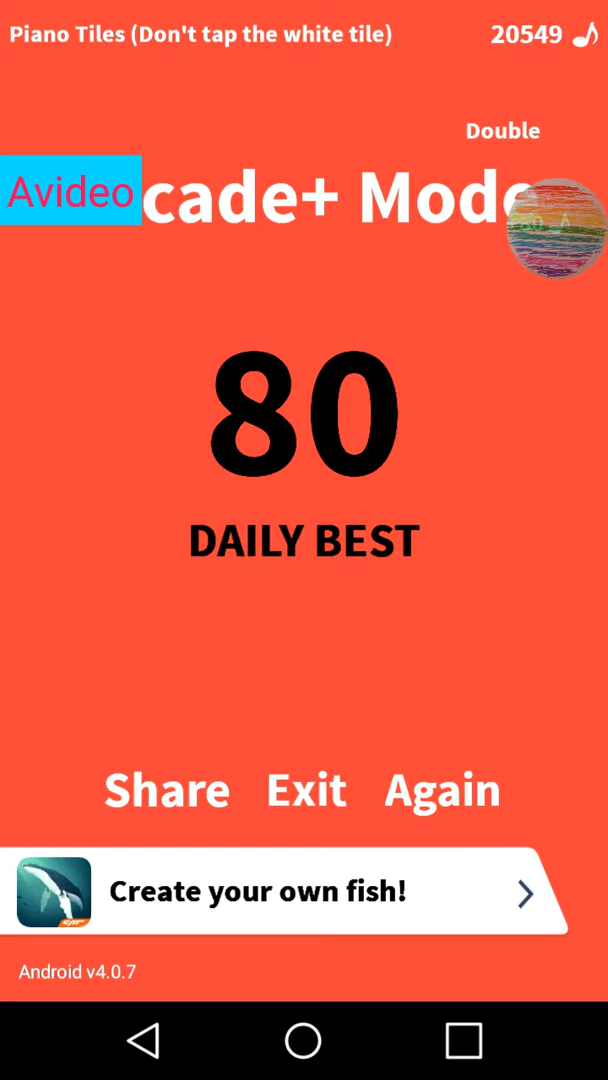 Piano Tiles (Don't tap the white tile) 20549
Double
Avideo
cade+ Mode
80
DAILY BEST
Share Exit Again
Create your own fish!
Android v4.0.7